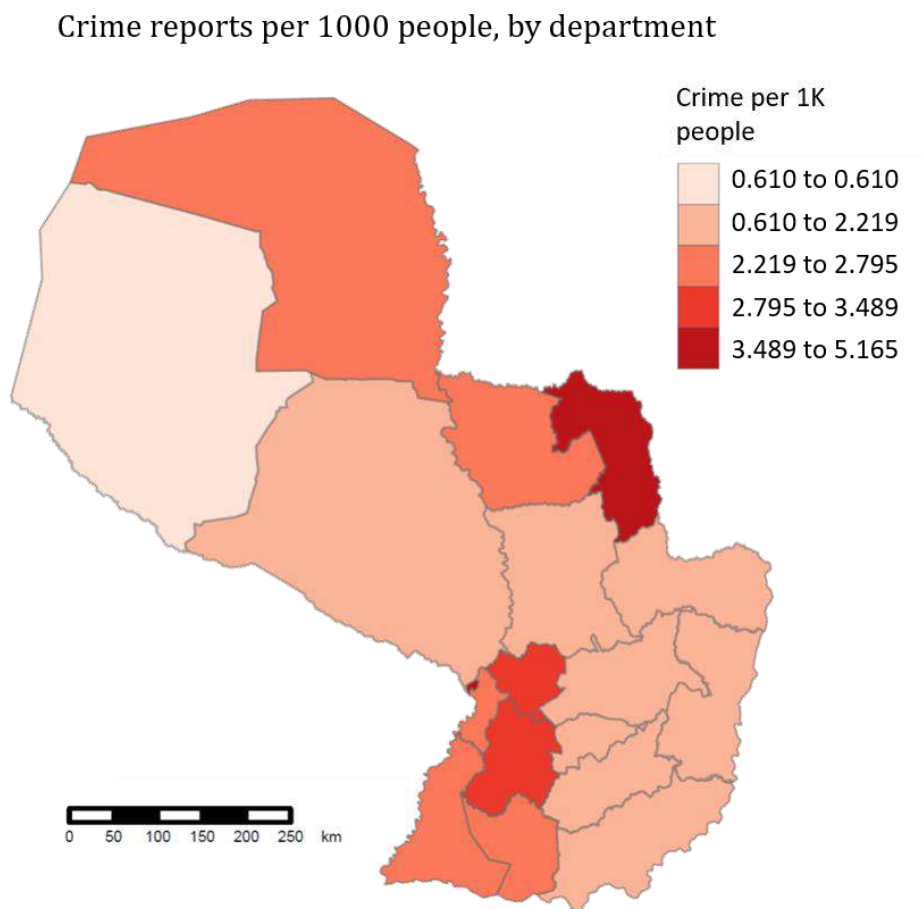 Crime reports per 1000 people, by department
Crime per 1K
people
0.610 to 0.610
0.610 to 2.219
2.219 to 2.795
2.795 to 3.489
3.489 to 5.165
0 50 100 150 200 250 km